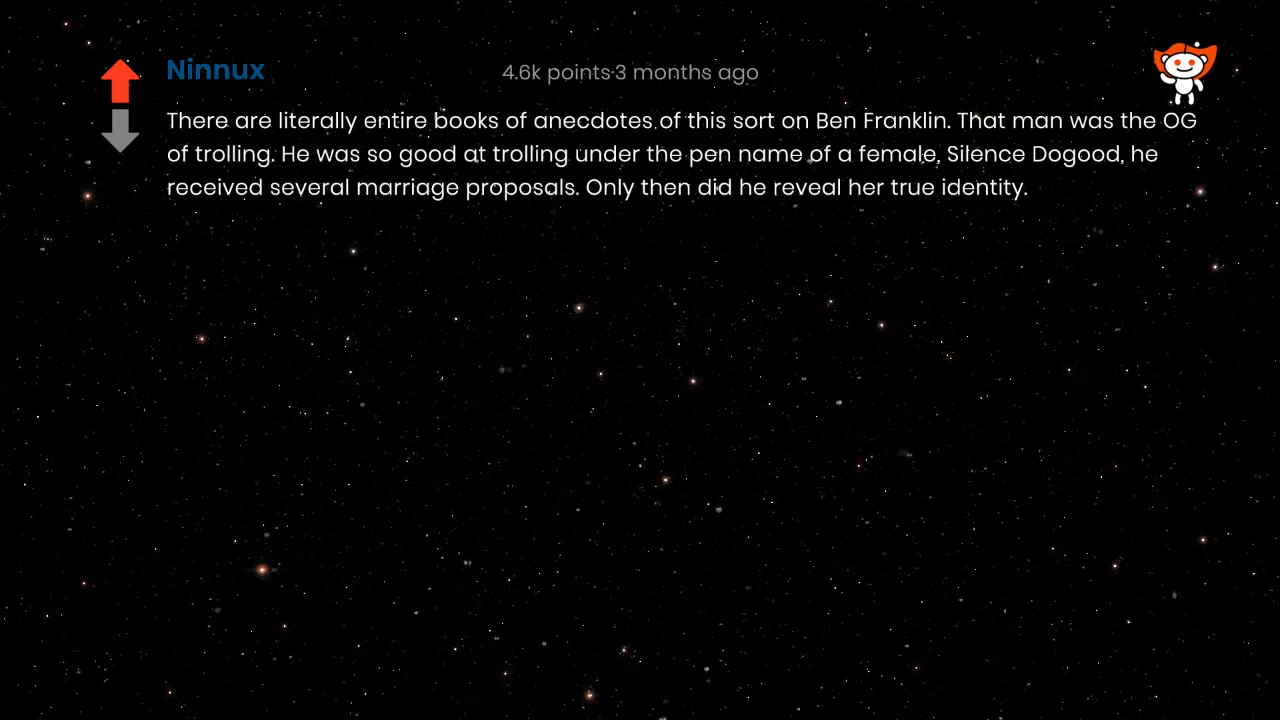 Ninnux
4.6k points·3 months ago
There are literally entire books of anecdotes of this sort on Ben Franklin. That man was the OG
of trolling. He was so good at trolling under the pen name of a female, Silence Dogood, he
received several marriage proposals. Only then did he reveal her true identity.